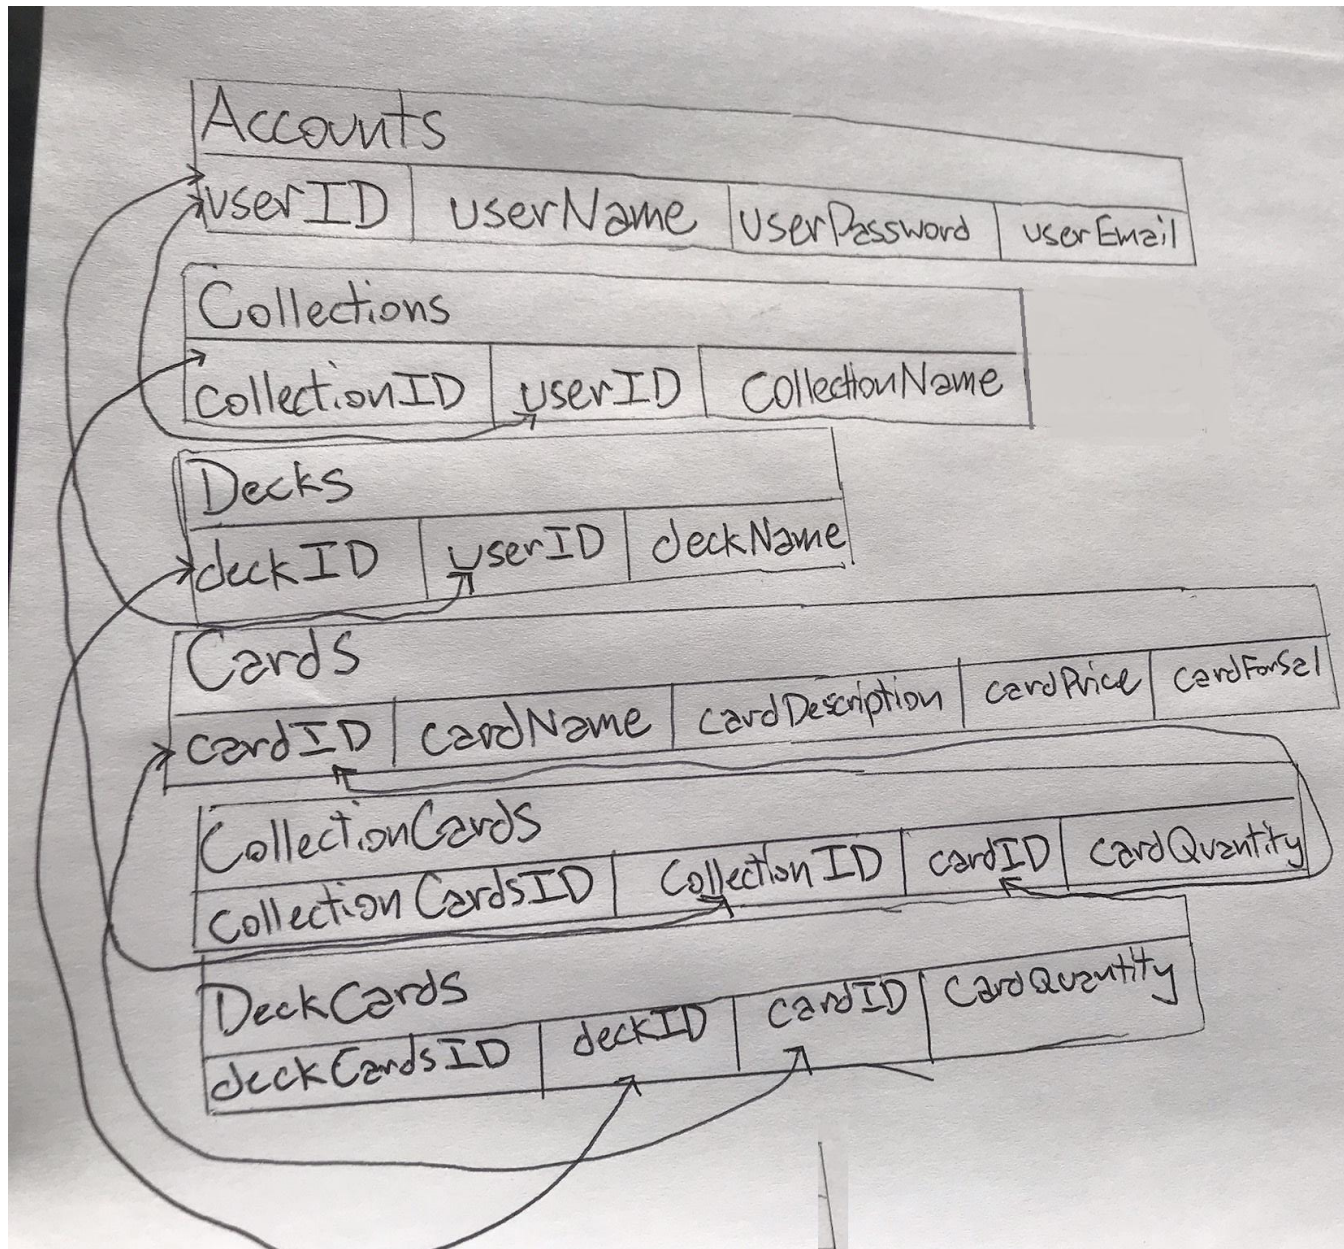 Accounts
userID userName userPassword userEmail
Collections
collectionID userID CollectionName
Decks
deckID userID deckName
Cards
cardID cardName cardDescription cardPrice cardForSal
CollectionCards
collectionCardsID CollectionID cardID cardQuantity
DeckCards
deckCardsID deckID cardID cardQuantity